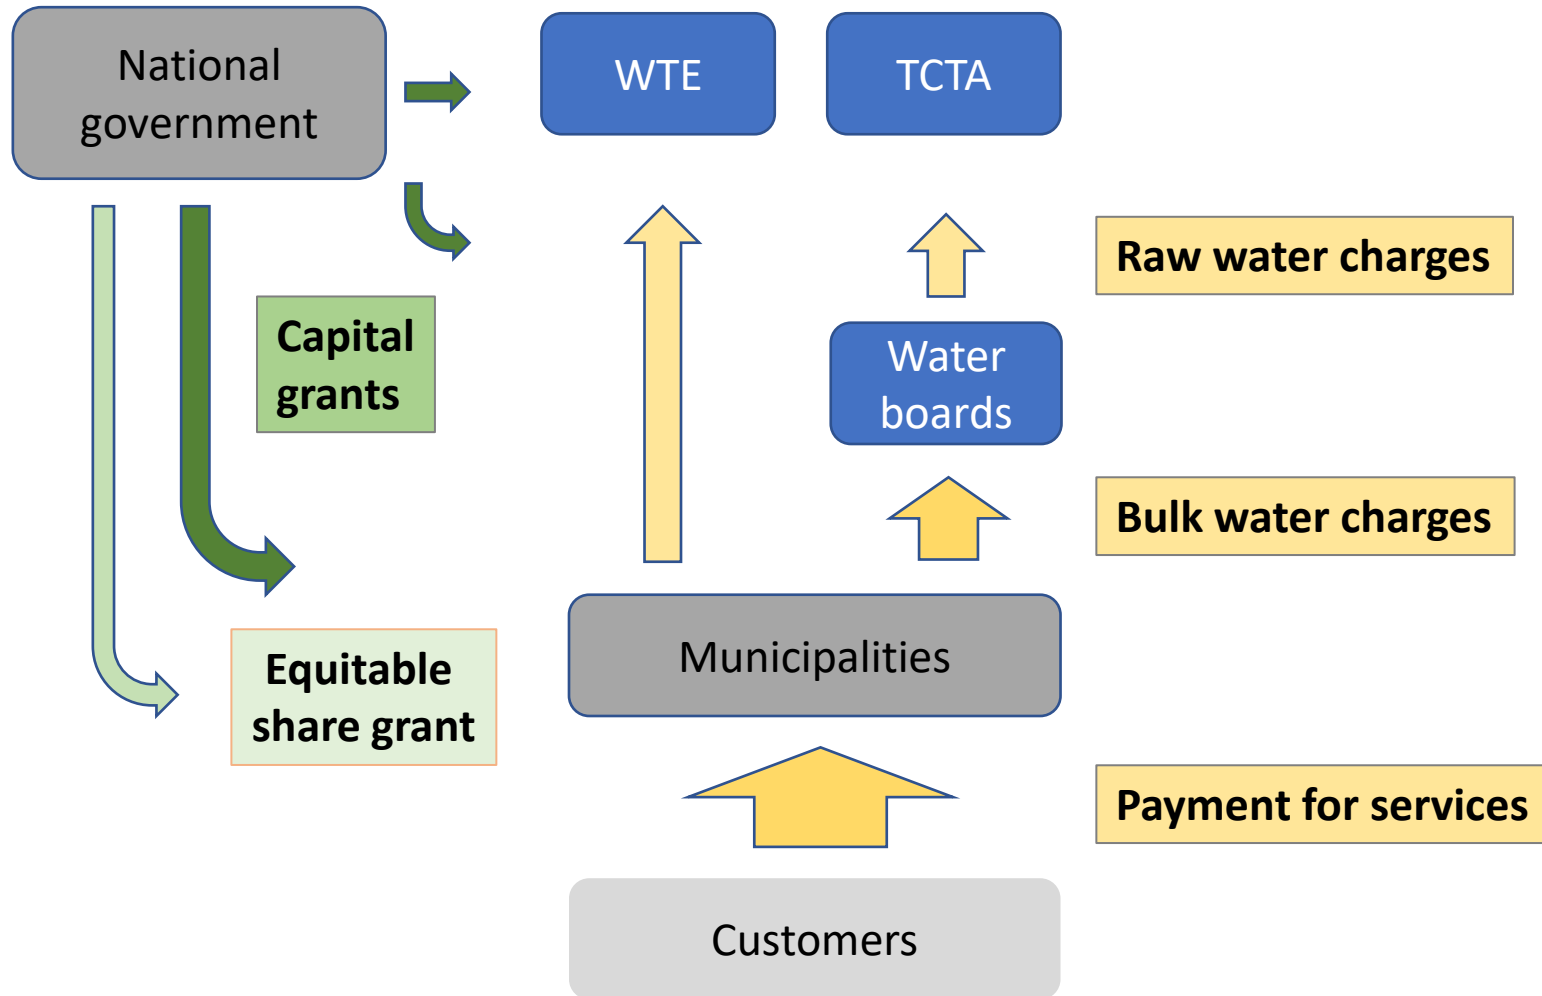 National
government
WTE
TCTA
Raw water charges
Capital
grants
Water
boards
Bulk water charges
Equitable
share grant
Municipalities
Payment for services
Customers